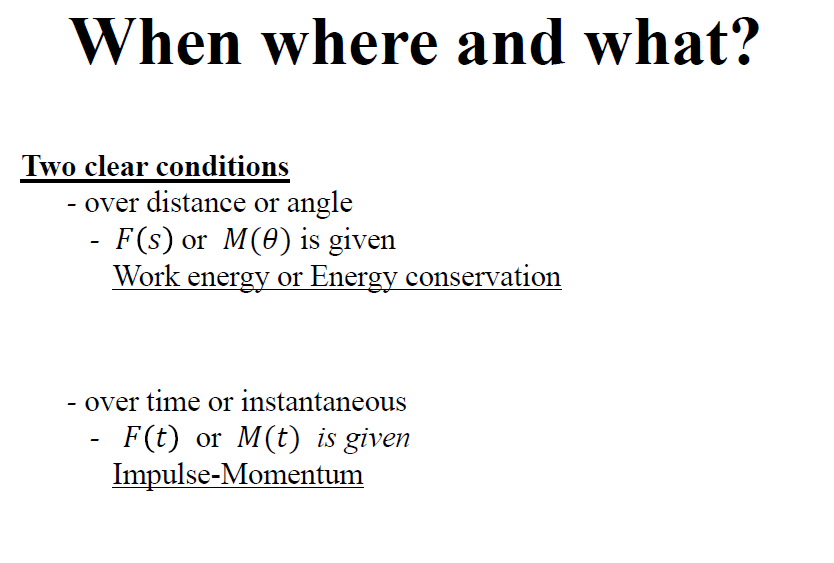 When where and what?
Two clear conditions
- over distance or angle
- F(s) or M(θ) is given
Work energy or Energy conservation
- over time or instantaneous
- F(t) or M(t) is given
Impulse-Momentum